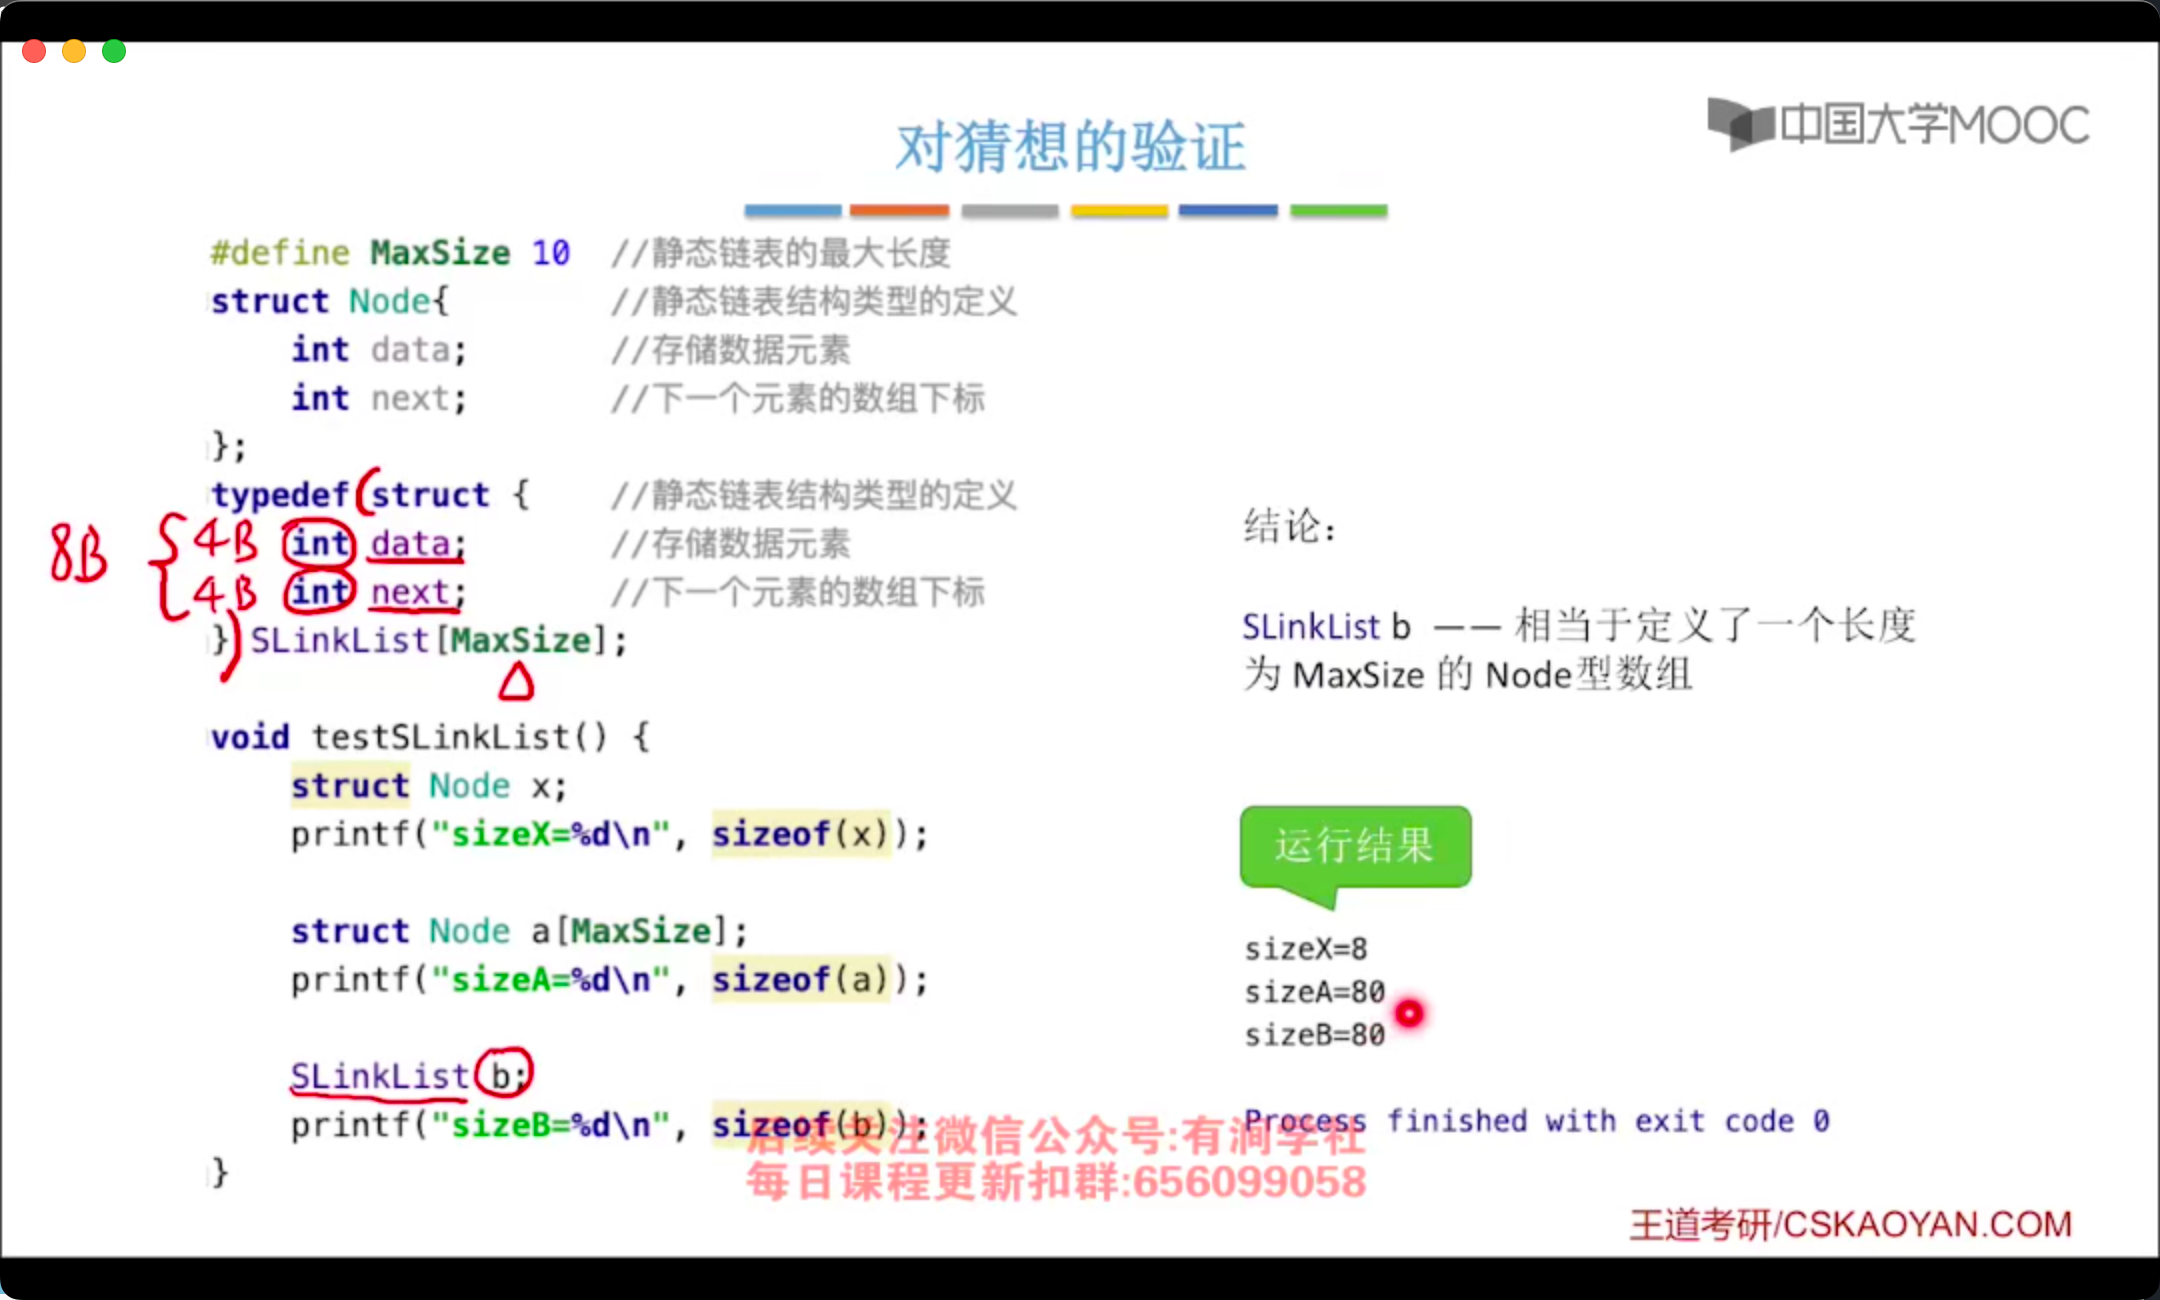 中国大学MOOC
对猜想的验证
#define MaxSize 10 //静态链表的最大长度
struct Node{ //静态链表结构类型的定义
int data; //存储数据元素
int next; //下一个元素的数组下标
};
typedef(struct { //静态链表结构类型的定义
8B { 4B int data; //存储数据元素
4B int next; //下一个元素的数组下标
}) SLinkList[MaxSize];
void testSLinkList() {
struct Node x;
printf("sizeX=%d\n", sizeof(x));
struct Node a[MaxSize];
printf("sizeA=%d\n", sizeof(a));
SLinkList b;
printf("sizeB=%d\n", sizeof(b));
}
结论：
SLinkList b —— 相当于定义了一个长度
为 MaxSize 的 Node型数组
运行结果
sizeX=8
sizeA=80
sizeB=80
Process finished with exit code 0
后续关注微信公众号:有涧学社
每日课程更新扣群:656099058
王道考研/CSKAOYAN.COM